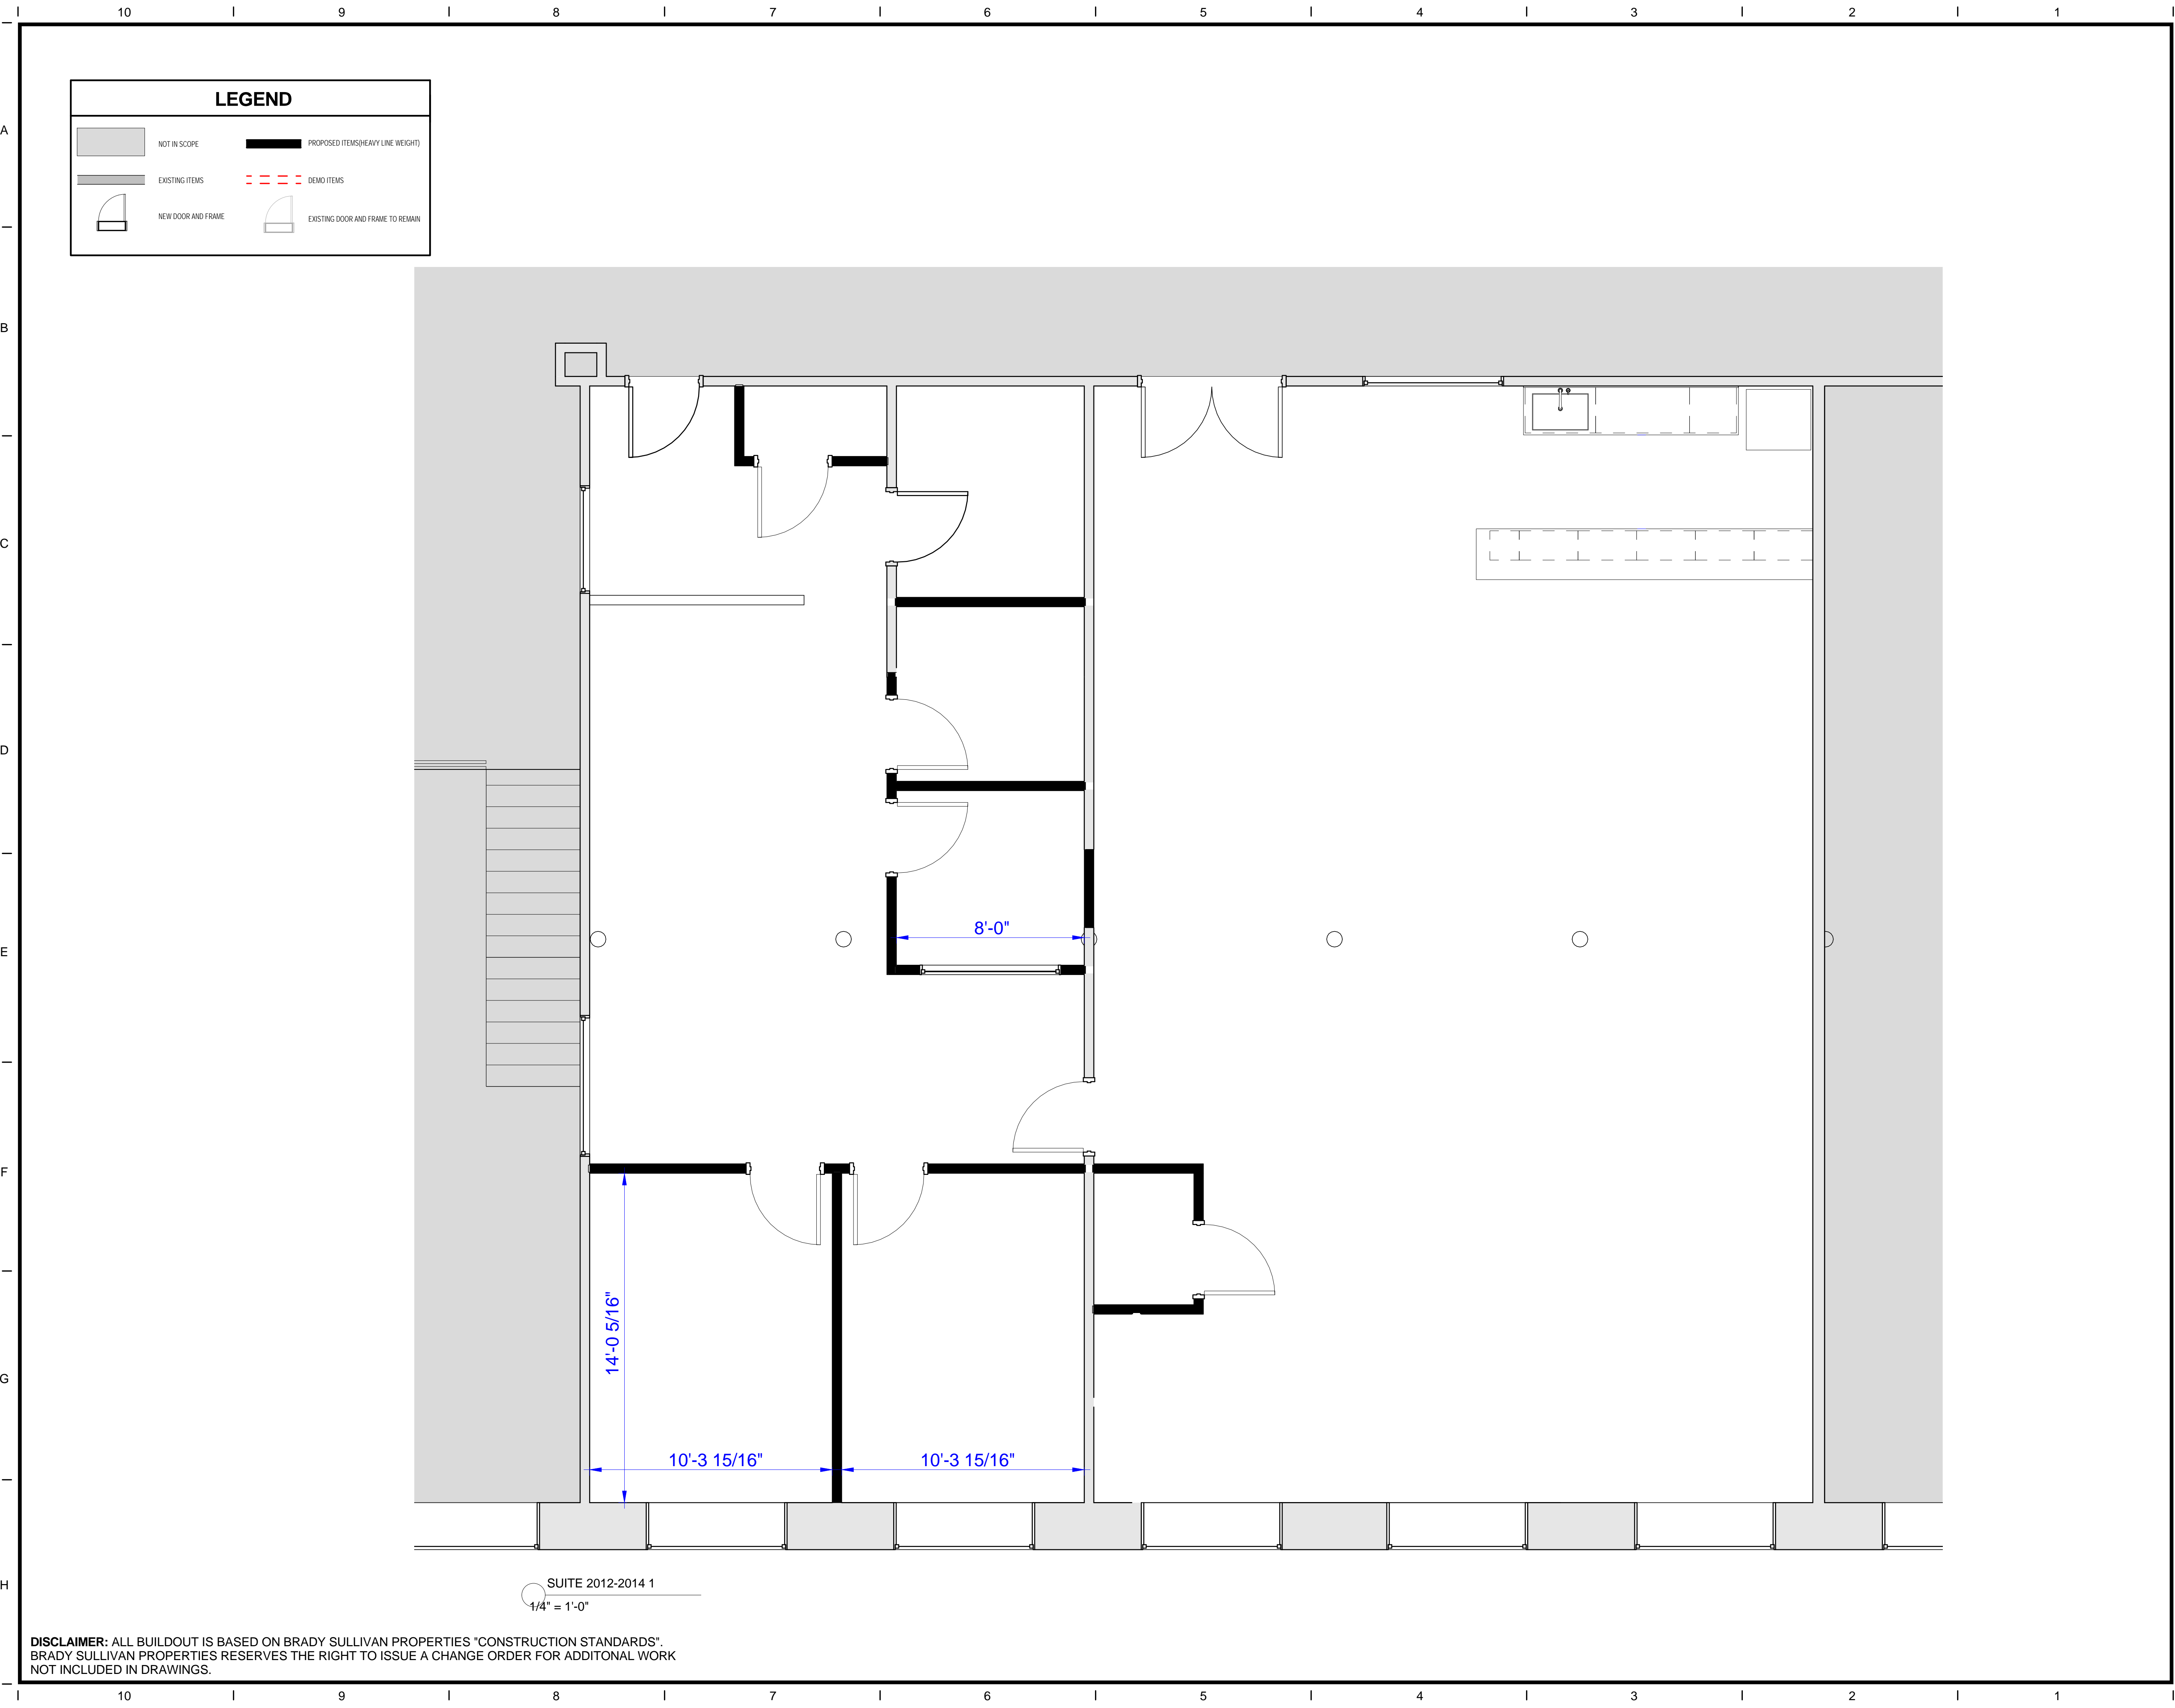 10 9 8 7 6 5 4 3 2 1
LEGEND
NOT IN SCOPE
PROPOSED ITEMS(HEAVY LINE WEIGHT)
EXISTING ITEMS
DEMO ITEMS
NEW DOOR AND FRAME
EXISTING DOOR AND FRAME TO REMAIN
A
B
C
D
E
F
G
H
8'-0"
14'-0 5/16"
10'-3 15/16"
10'-3 15/16"
SUITE 2012-2014 1
1/4" = 1'-0"
DISCLAIMER: ALL BUILDOUT IS BASED ON BRADY SULLIVAN PROPERTIES "CONSTRUCTION STANDARDS".
BRADY SULLIVAN PROPERTIES RESERVES THE RIGHT TO ISSUE A CHANGE ORDER FOR ADDITONAL WORK
NOT INCLUDED IN DRAWINGS.
10 9 8 7 6 5 4 3 2 1